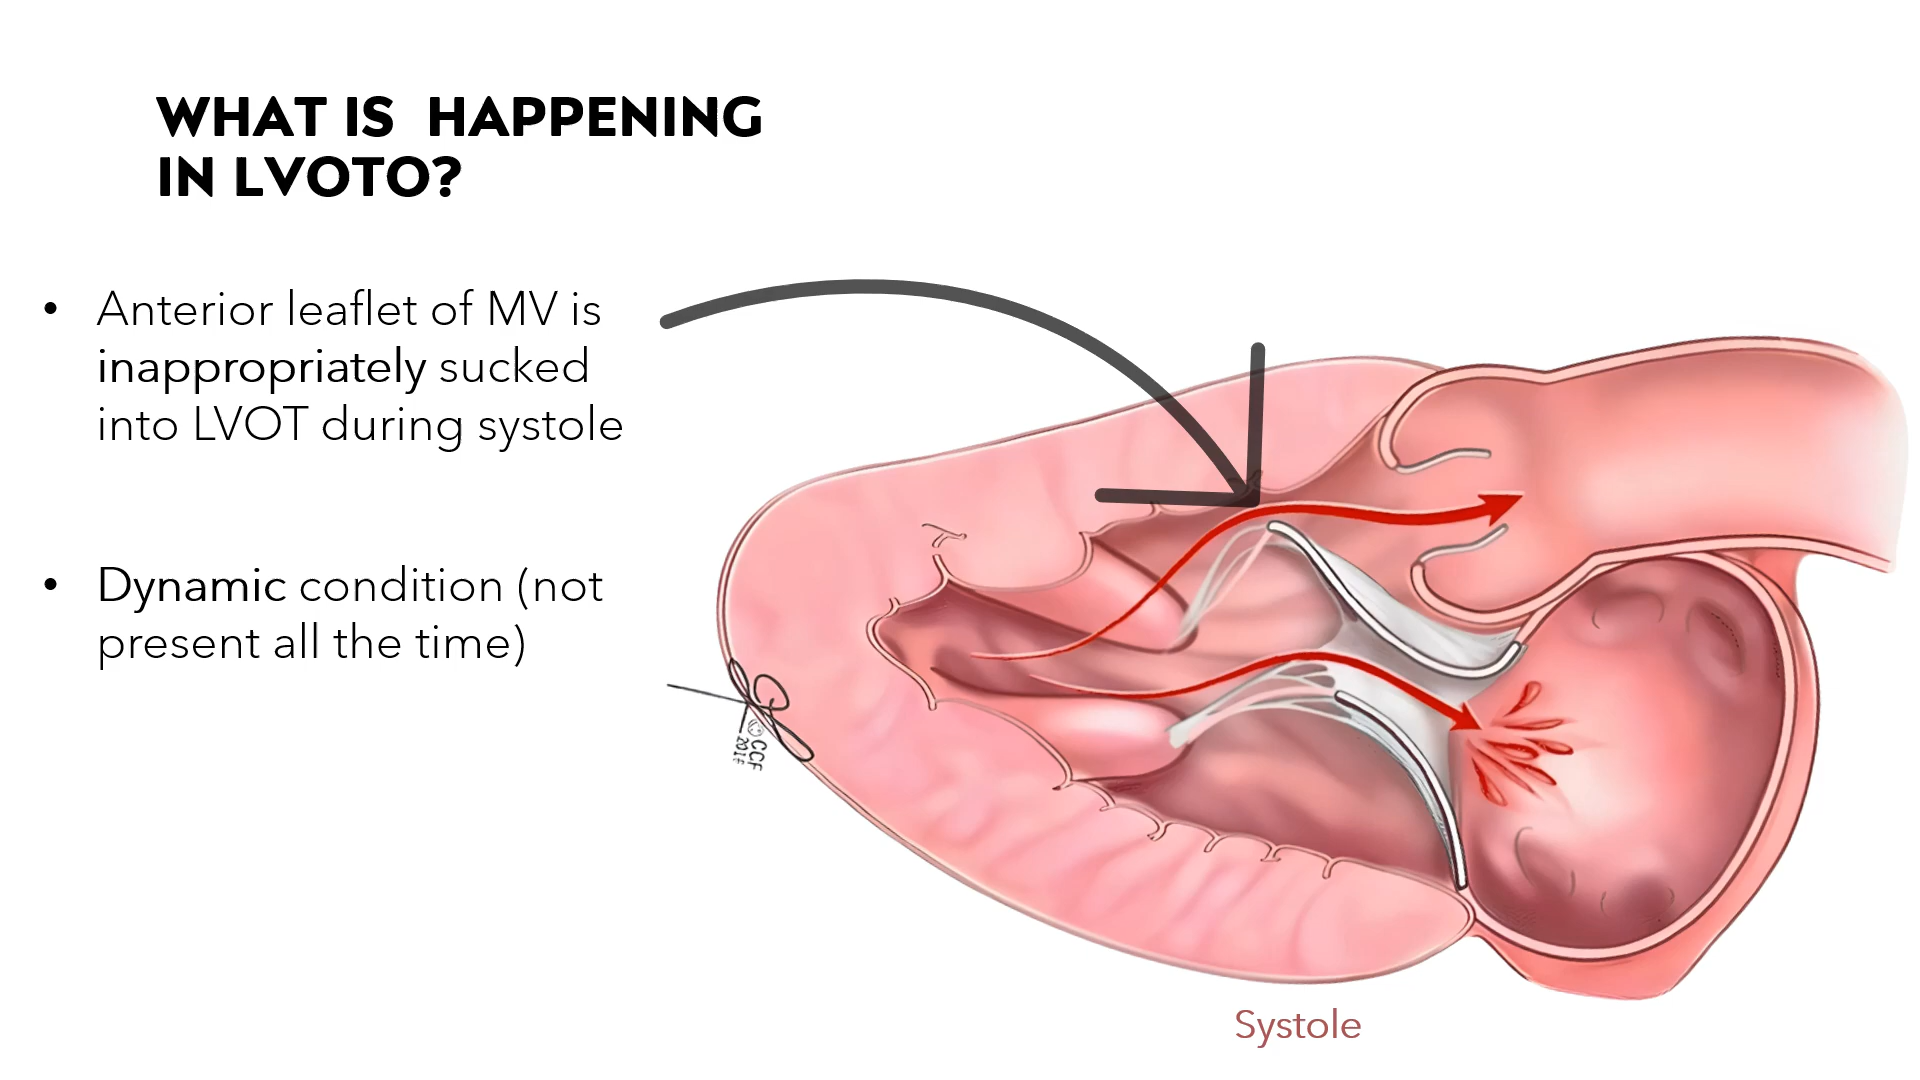 WHAT IS HAPPENING
IN LVOTO?
• Anterior leaflet of MV is
inappropriately sucked
into LVOT during systole
• Dynamic condition (not
present all the time)
CCF
Systole